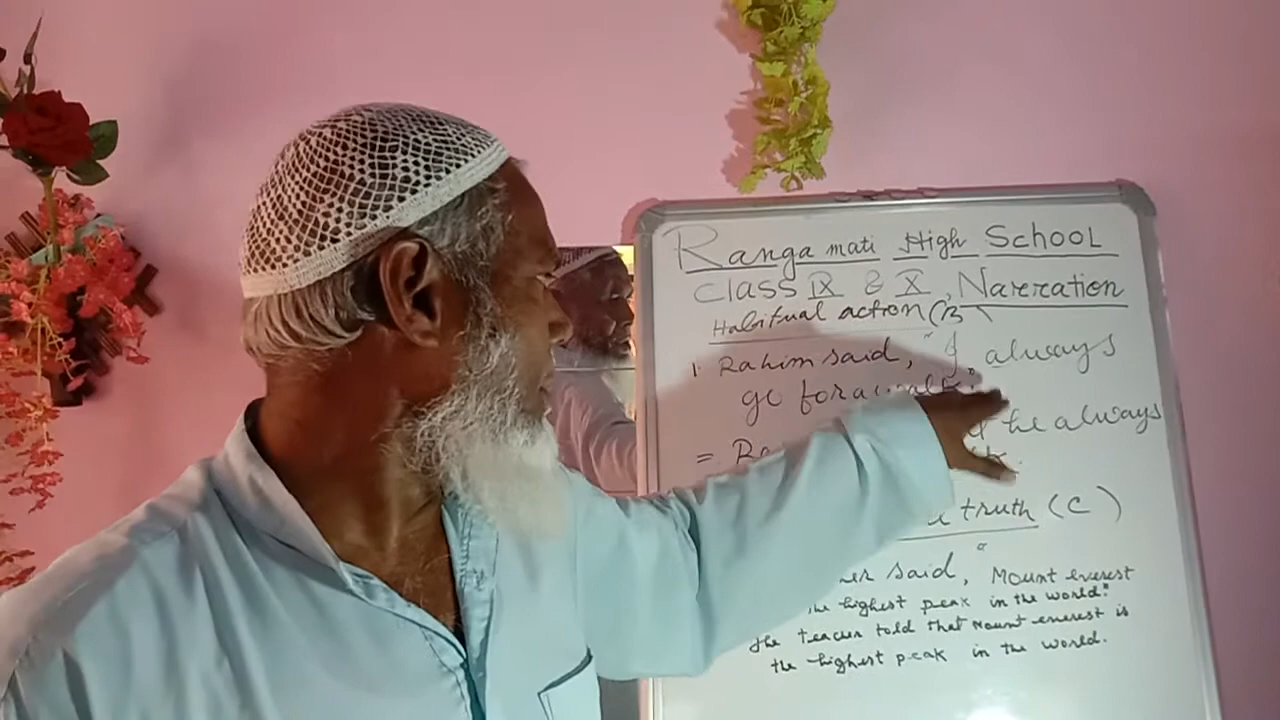 Ranga mati High School
Class IX & X, Narration
Habitual action (B)
1 Rahim said, "I always
go for a walk."
= he always
truth (C)
said, "Mount everest
the highest peak in the world."
The teacher told that Mount everest is
the highest peak in the world.